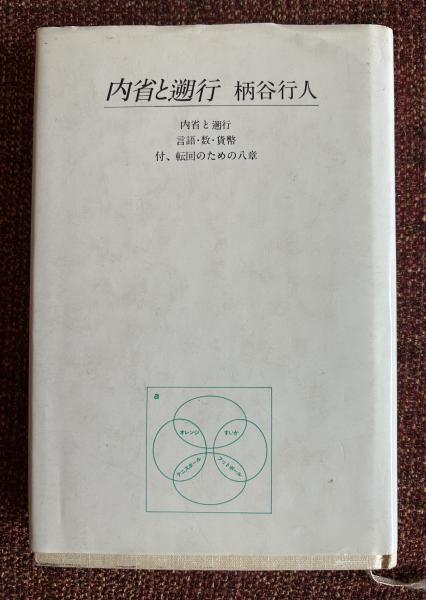 内省と遡行 柄谷行人
内省と遡行
言語・数・貨幣
付、転回のための八章
a
オレンジ すいか
テニスボール フットボール